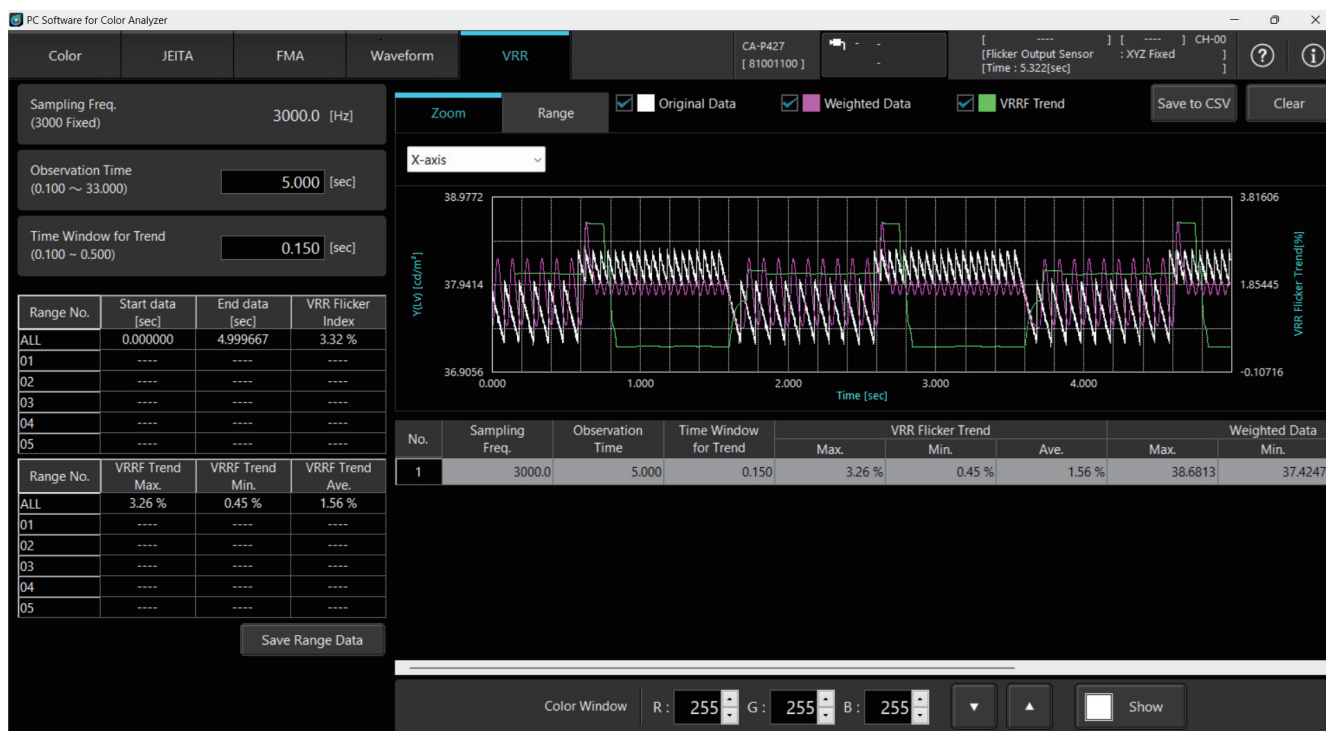 PC Software for Color Analyzer
Color JEITA FMA Waveform VRR
CA-P427
[ 81001100 ]
- -
-
[ ---- ] [ ---- ] CH-00
[Flicker Output Sensor : XYZ Fixed ]
[Time : 5.322[sec] ]
Sampling Freq.
(3000 Fixed)
3000.0 [Hz]
Observation Time
(0.100 ～ 33.000)
5.000 [sec]
Time Window for Trend
(0.100 ~ 0.500)
0.150 [sec]
Range No. Start data [sec] End data [sec] VRR Flicker Index
ALL 0.000000 4.999667 3.32 %
01 ---- ---- ----
02 ---- ---- ----
03 ---- ---- ----
04 ---- ---- ----
05 ---- ---- ----
Range No. VRRF Trend Max. VRRF Trend Min. VRRF Trend Ave.
ALL 3.26 % 0.45 % 1.56 %
01 ---- ---- ----
02 ---- ---- ----
03 ---- ---- ----
04 ---- ---- ----
05 ---- ---- ----
Save Range Data
Zoom Range Original Data Weighted Data VRRF Trend Save to CSV Clear
X-axis
38.9772
37.9414
36.9056
Y(Lv) [cd/m²]
3.81606
1.85445
-0.10716
VRR Flicker Trend[%]
0.000 1.000 2.000 3.000 4.000
Time [sec]
No. Sampling Freq. Observation Time Time Window for Trend VRR Flicker Trend Weighted Data
Max. Min. Ave. Max. Min.
1 3000.0 5.000 0.150 3.26 % 0.45 % 1.56 % 38.6813 37.4247
Color Window R : 255 G : 255 B : 255 ▼ ▲ Show